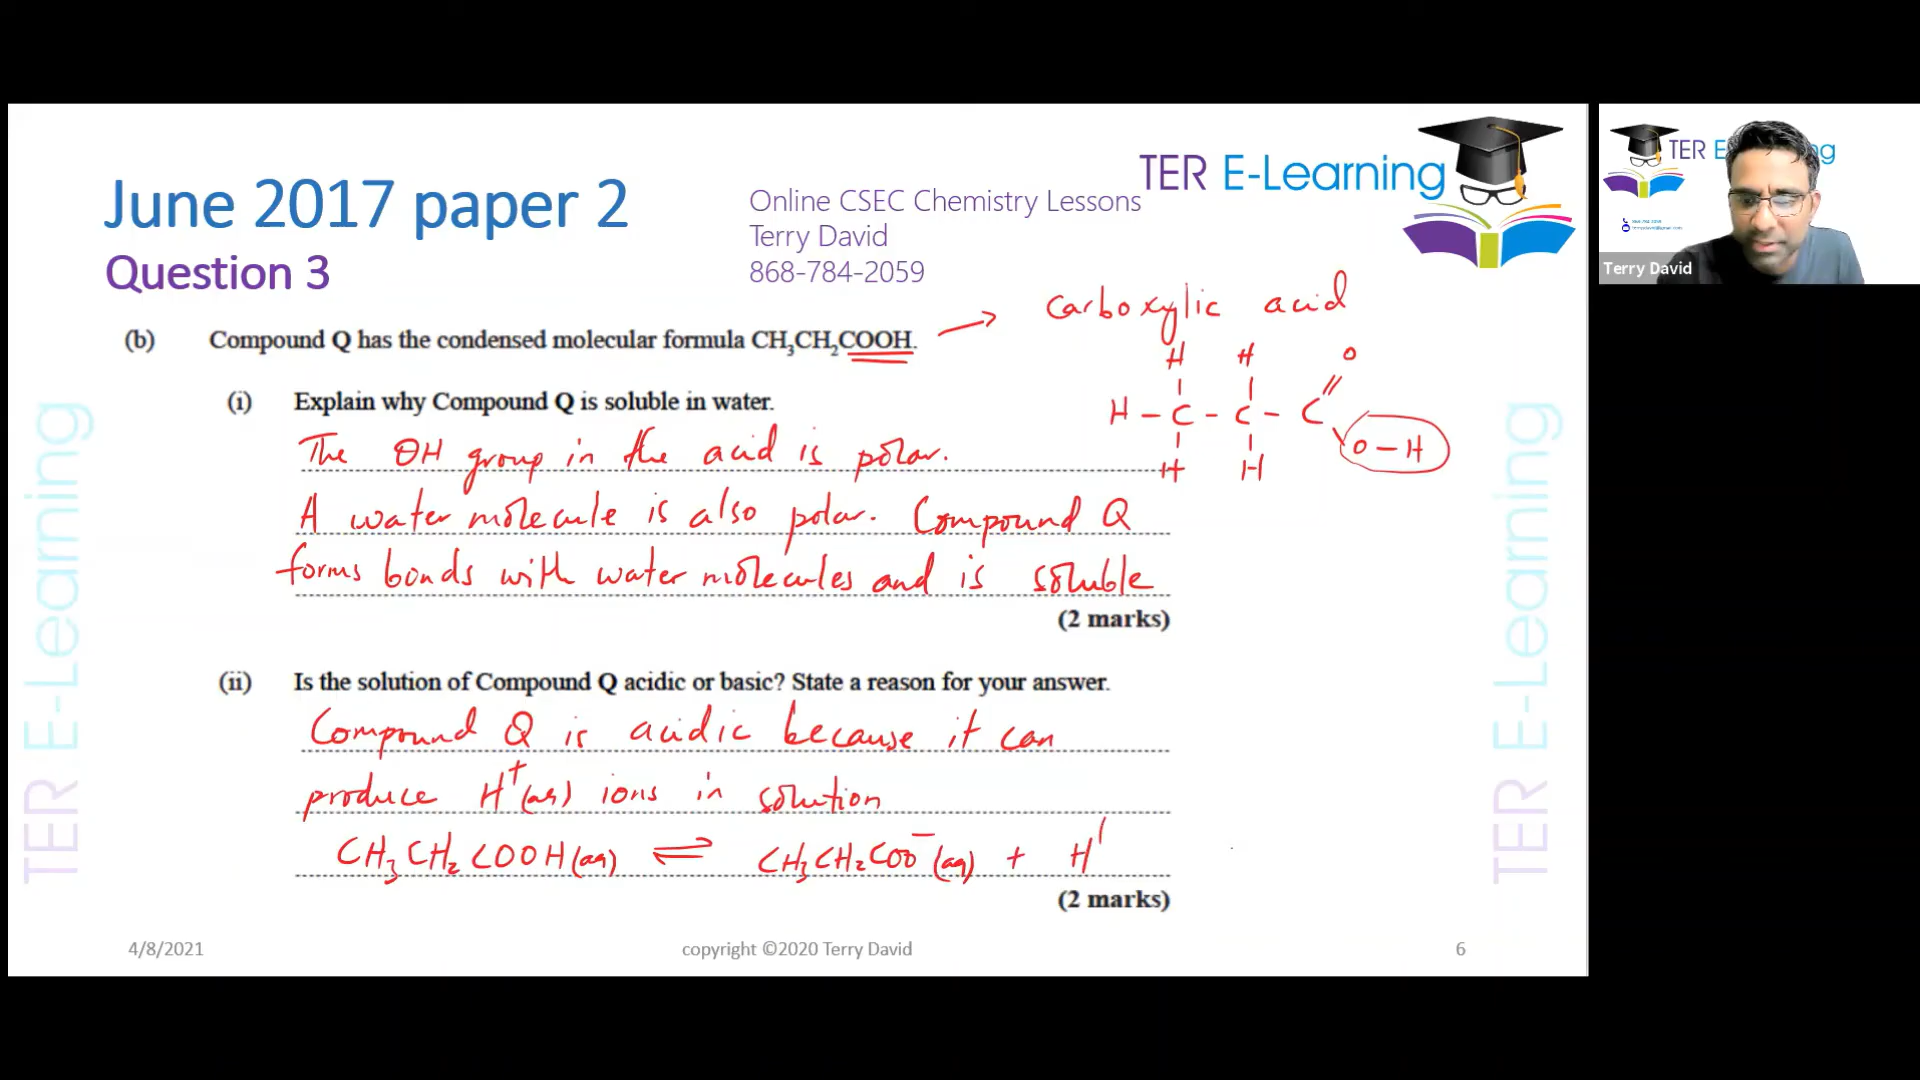 June 2017 paper 2
Question 3
Online CSEC Chemistry Lessons
Terry David
868-784-2059
TER E-Learning
TER E-Learning
Terry David
(b) Compound Q has the condensed molecular formula CH₃CH₂COOH. → carboxylic acid
H H O
H - C - C - C
O - H
H H
(i) Explain why Compound Q is soluble in water.
The OH group in the acid is polar.
A water molecule is also polar. Compound Q
forms bonds with water molecules and is soluble
(2 marks)
(ii) Is the solution of Compound Q acidic or basic? State a reason for your answer.
Compound Q is acidic because it can
produce H⁺(aq) ions in solution
CH₃CH₂COOH(aq) ⇌ CH₃CH₂COO⁻(aq) + H
(2 marks)
TER E-Learning
TER E-Learning
4/8/2021
copyright ©2020 Terry David
6